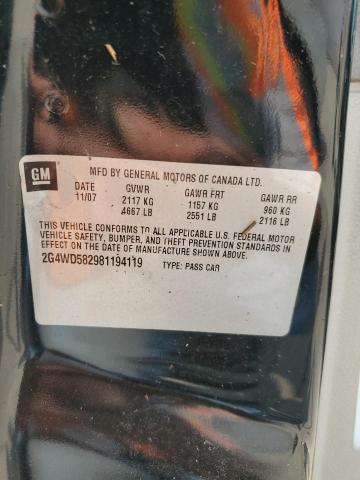 GM
MFD BY GENERAL MOTORS OF CANADA LTD.
DATE GVWR GAWR FRT GAWR RR
11/07 2117 KG 1157 KG 960 KG
4667 LB 2551 LB 2116 LB
THIS VEHICLE CONFORMS TO ALL APPLICABLE U.S. FEDERAL MOTOR
VEHICLE SAFETY, BUMPER, AND THEFT PREVENTION STANDARDS IN
EFFECT ON THE DATE OF MANUFACTURE SHOWN ABOVE.
2G4WD582981194119 TYPE: PASS CAR